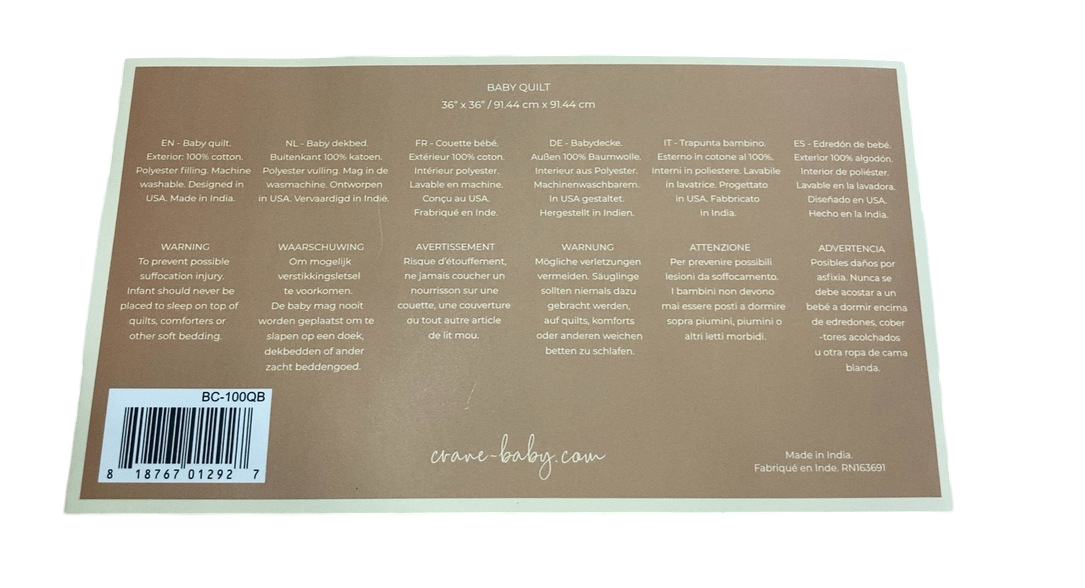 BABY QUILT
36" x 36" / 91.44 cm x 91.44 cm
EN - Baby quilt.
Exterior: 100% cotton.
Polyester filling. Machine
washable. Designed in
USA. Made in India.
NL - Baby dekbed.
Buitenkant 100% katoen.
Polyester vulling. Mag in de
wasmachine. Ontworpen
in USA. Vervaardigd in Indië.
FR - Couette bébé.
Extérieur 100% coton.
Intérieur polyester.
Lavable en machine.
Conçu au USA.
Frabriqué en Inde.
DE - Babydecke.
Außen 100% Baumwolle.
Interieur aus Polyester.
Machinenwaschbarem.
In USA gestaltet.
Hergestellt in Indien.
IT - Trapunta bambino.
Esterno in cotone al 100%.
Interni in poliestere. Lavabile
in lavatrice. Progettato
in USA. Fabbricato
in India.
ES - Edredón de bebé.
Exterior 100% algodón.
Interior de poliéster.
Lavable en la lavadora.
Diseñado en USA.
Hecho en la India.
WARNING
To prevent possible
suffocation injury.
Infant should never be
placed to sleep on top of
quilts, comforters or
other soft bedding.
WAARSCHUWING
Om mogelijk
verstikkingsletsel
te voorkomen.
De baby mag nooit
worden geplaatst om te
slapen op een doek,
dekbedden of ander
zacht beddengoed.
AVERTISSEMENT
Risque d'étouffement,
ne jamais coucher un
nourrisson sur une
couette, une couverture
ou tout autre article
de lit mou.
WARNUNG
Mögliche verletzungen
vermeiden. Säuglinge
sollten niemals dazu
gebracht werden,
auf quilts, komforts
oder anderen weichen
betten zu schlafen.
ATTENZIONE
Per prevenire possibili
lesioni da soffocamento.
I bambini non devono
mai essere posti a dormire
sopra piumini, piumini o
altri letti morbidi.
ADVERTENCIA
Posibles daños por
asfixia. Nunca se
debe acostar a un
bebé a dormir encima
de edredones, cober
-tores acolchados
u otra ropa de cama
blanda.
BC-100QB
8 18767 01292 7
crane-baby.com
Made in India.
Fabriqué en Inde. RN163691